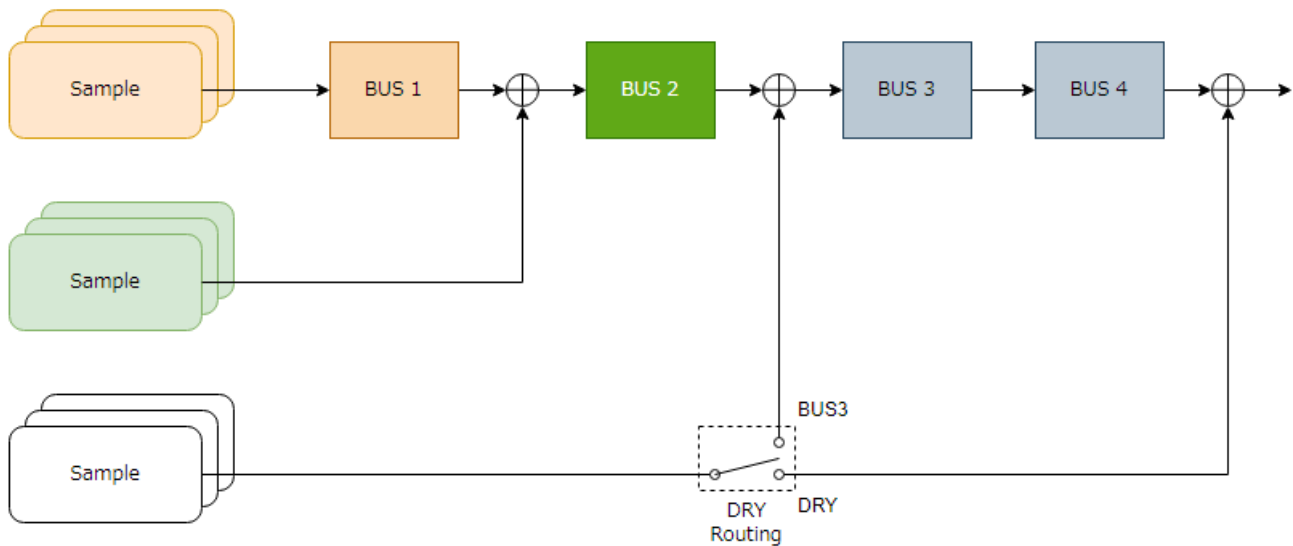 Sample
BUS 1
BUS 2
BUS 3
BUS 4
Sample
BUS3
Sample
DRY
DRY
Routing